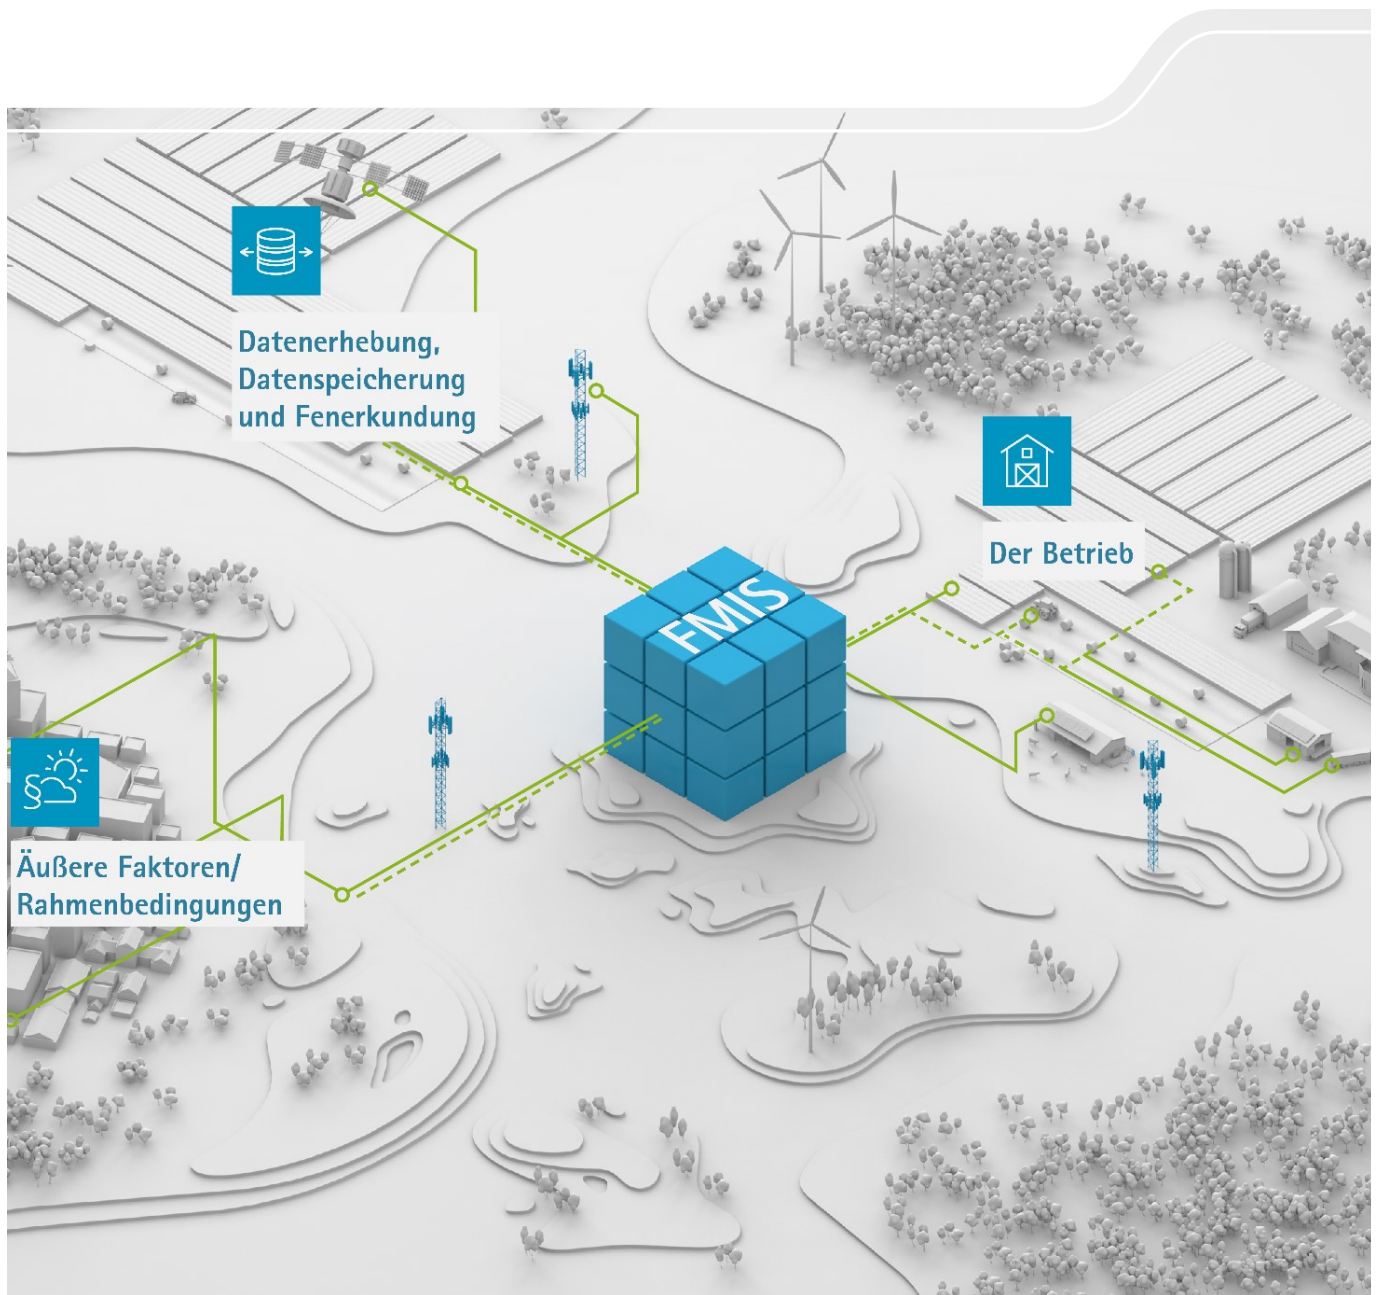 Datenerhebung,
Datenspeicherung
und Fenerkundung
Der Betrieb
FMIS
§
Äußere Faktoren/
Rahmenbedingungen